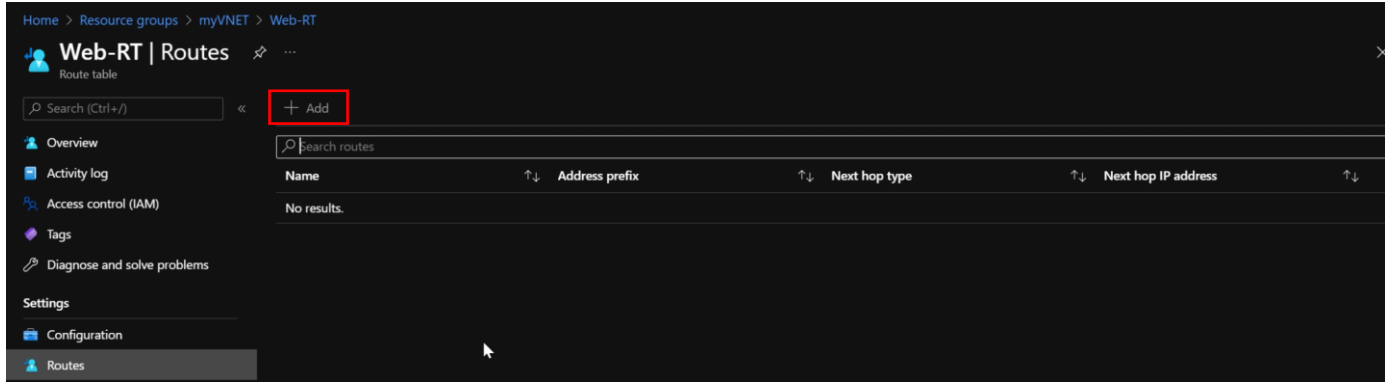 Home > Resource groups > myVNET > Web-RT
Web-RT | Routes
Route table
Search (Ctrl+/)
Overview
Activity log
Access control (IAM)
Tags
Diagnose and solve problems
Settings
Configuration
Routes
+ Add
Search routes
Name Address prefix Next hop type Next hop IP address
No results.